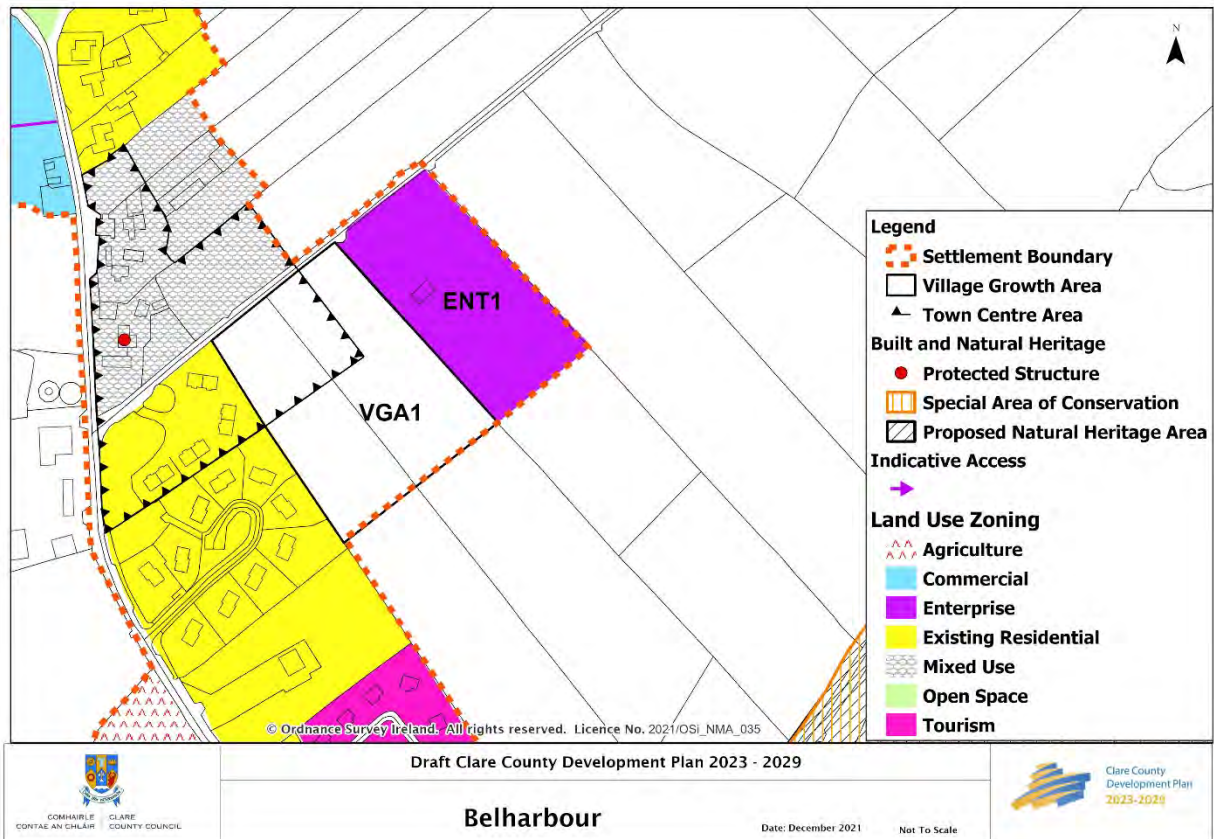 N
ENT1
VGA1
Legend
Settlement Boundary
Village Growth Area
Town Centre Area
Built and Natural Heritage
Protected Structure
Special Area of Conservation
Proposed Natural Heritage Area
Indicative Access
Land Use Zoning
Agriculture
Commercial
Enterprise
Existing Residential
Mixed Use
Open Space
Tourism
© Ordnance Survey Ireland. All rights reserved. Licence No. 2021/OSi_NMA_035
COMHAIRLE CONTAE AN CHLÁIR
CLARE COUNTY COUNCIL
Draft Clare County Development Plan 2023 - 2029
Belharbour
Date: December 2021
Not To Scale
Clare County
Development Plan
2023-2029